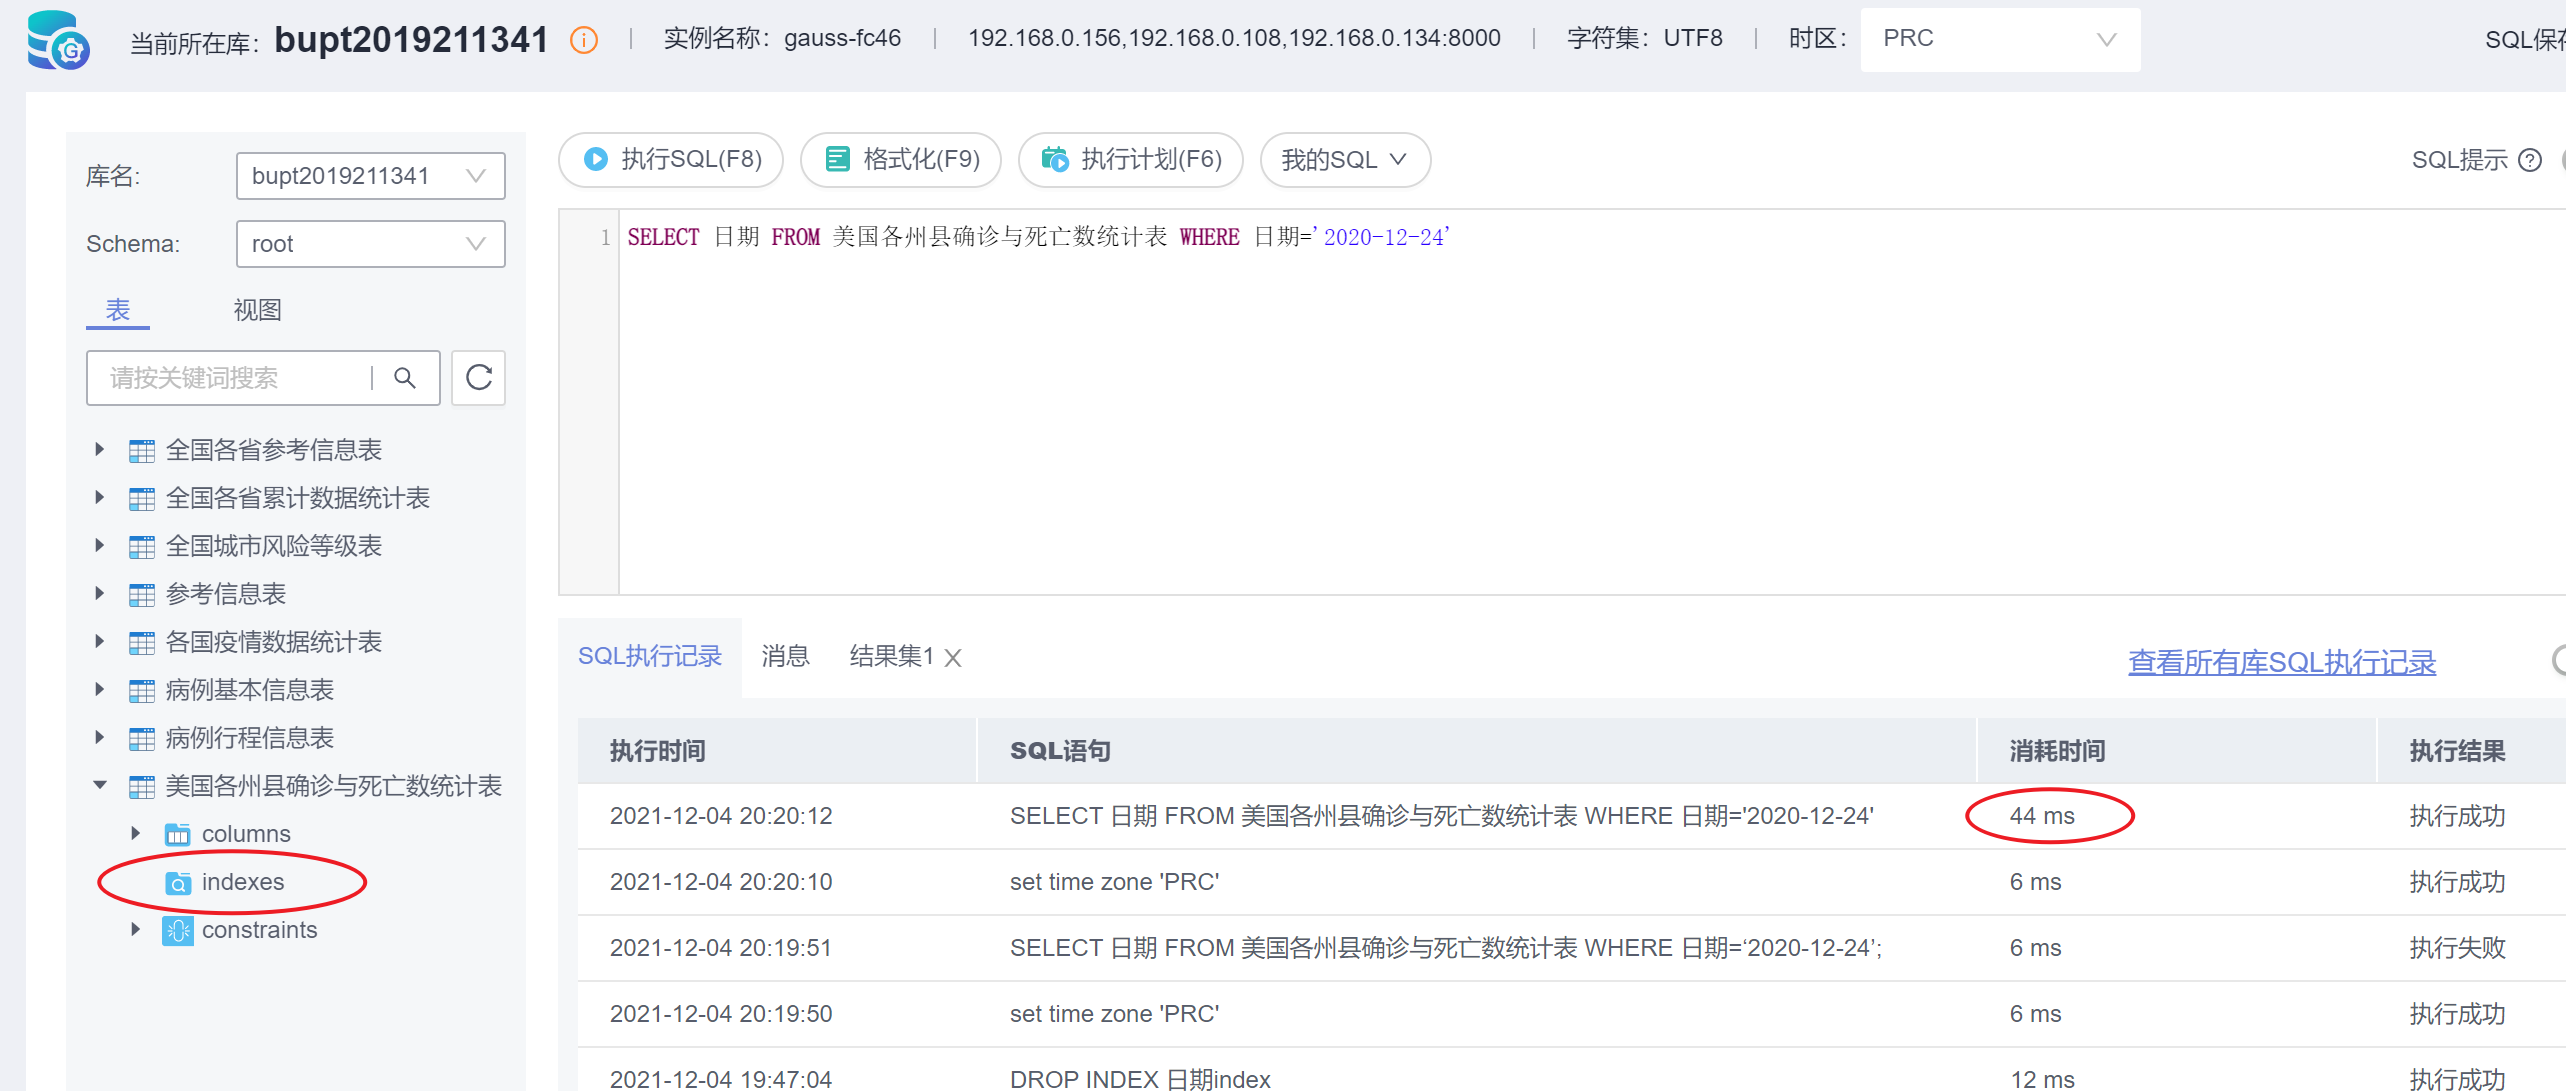 当前所在库： bupt2019211341 | 实例名称：gauss-fc46 | 192.168.0.156,192.168.0.108,192.168.0.134:8000 | 字符集：UTF8 | 时区： PRC SQL保存
库名: bupt2019211341
Schema: root
表 视图
请按关键词搜索
全国各省参考信息表
全国各省累计数据统计表
全国城市风险等级表
参考信息表
各国疫情数据统计表
病例基本信息表
病例行程信息表
美国各州县确诊与死亡数统计表
columns
indexes
constraints
执行SQL(F8) 格式化(F9) 执行计划(F6) 我的SQL SQL提示
1 SELECT 日期 FROM 美国各州县确诊与死亡数统计表 WHERE 日期='2020-12-24'
SQL执行记录 消息 结果集1 X 查看所有库SQL执行记录
执行时间 SQL语句 消耗时间 执行结果
2021-12-04 20:20:12 SELECT 日期 FROM 美国各州县确诊与死亡数统计表 WHERE 日期='2020-12-24' 44 ms 执行成功
2021-12-04 20:20:10 set time zone 'PRC' 6 ms 执行成功
2021-12-04 20:19:51 SELECT 日期 FROM 美国各州县确诊与死亡数统计表 WHERE 日期=‘2020-12-24’; 6 ms 执行失败
2021-12-04 20:19:50 set time zone 'PRC' 6 ms 执行成功
2021-12-04 19:47:04 DROP INDEX 日期index 12 ms 执行成功